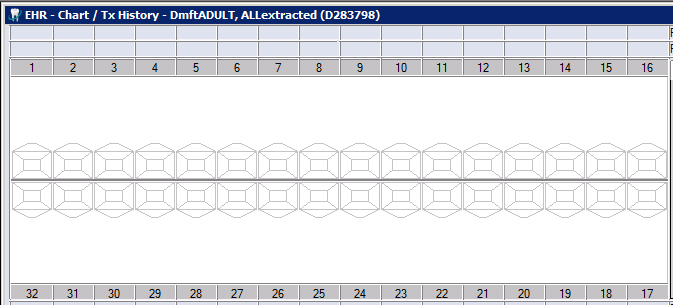 EHR - Chart / Tx History - DmftADULT, ALLextracted (D283798)
1 2 3 4 5 6 7 8 9 10 11 12 13 14 15 16
32 31 30 29 28 27 26 25 24 23 22 21 20 19 18 17